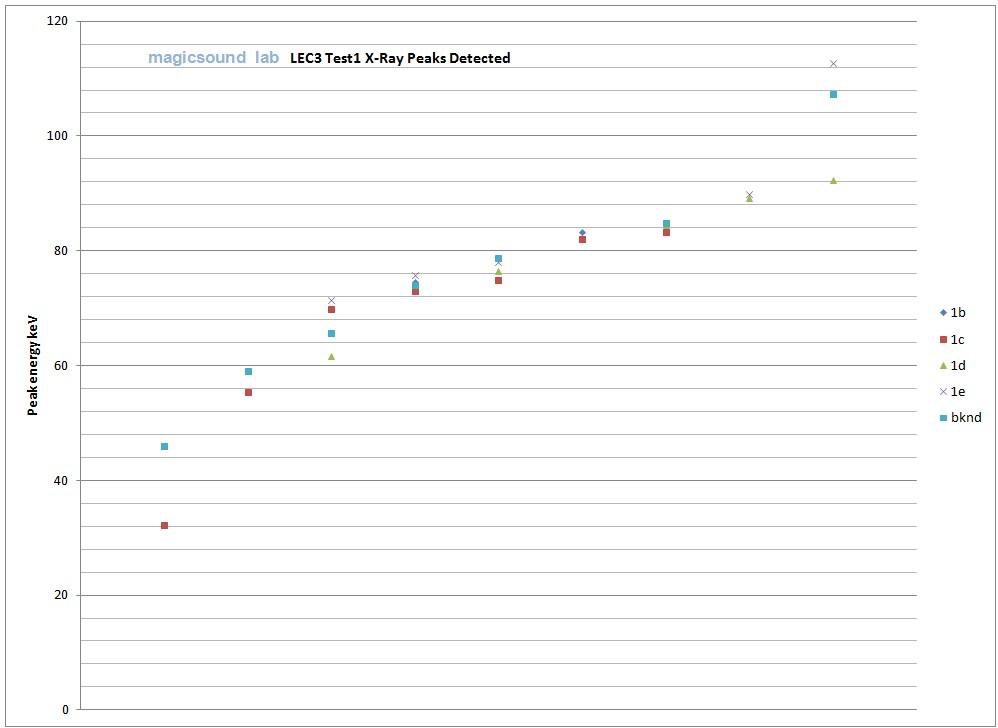 120
magicsound lab LEC3 Test1 X-Ray Peaks Detected
100
80
60
40
20
0
Peak energy keV
1b
1c
1d
1e
bknd